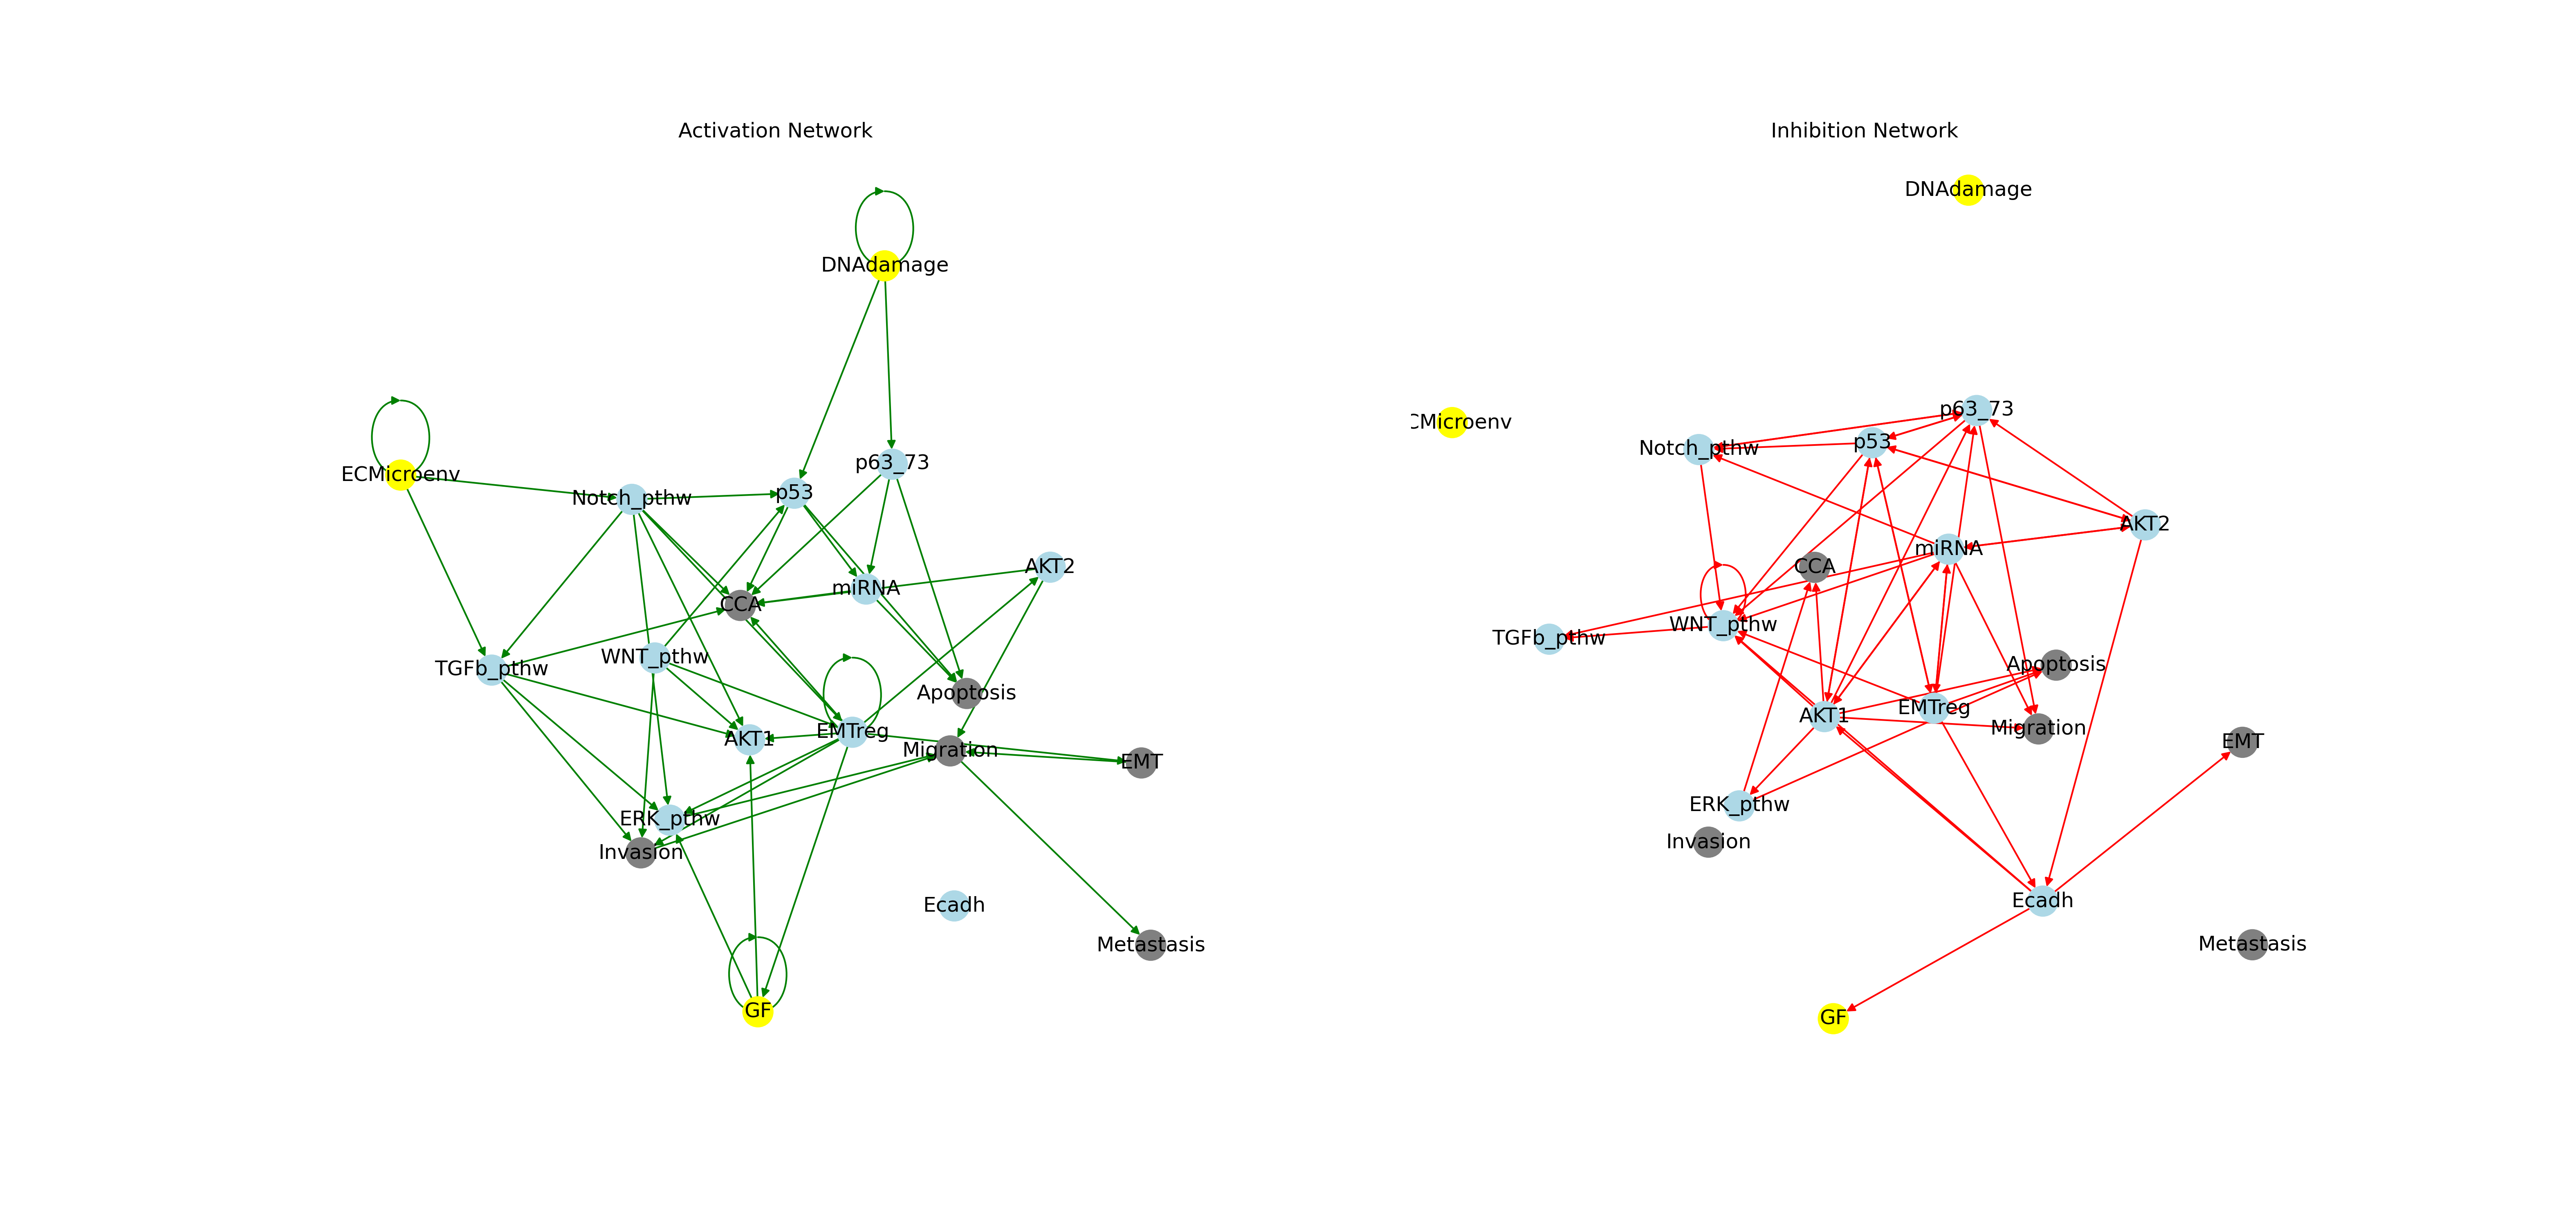 Activation Network
DNAdamage
ECMicroenv
p63_73
p53
Notch_pthw
AKT2
miRNA
CCA
WNT_pthw
TGFb_pthw
Apoptosis
EMTreg
AKT1
Migration
EMT
ERK_pthw
Invasion
Ecadh
Metastasis
GF
Inhibition Network
DNAdamage
CMicroenv
p63_73
p53
Notch_pthw
AKT2
miRNA
CCA
WNT_pthw
TGFb_pthw
Apoptosis
EMTreg
AKT1
Migration
EMT
ERK_pthw
Invasion
Ecadh
Metastasis
GF